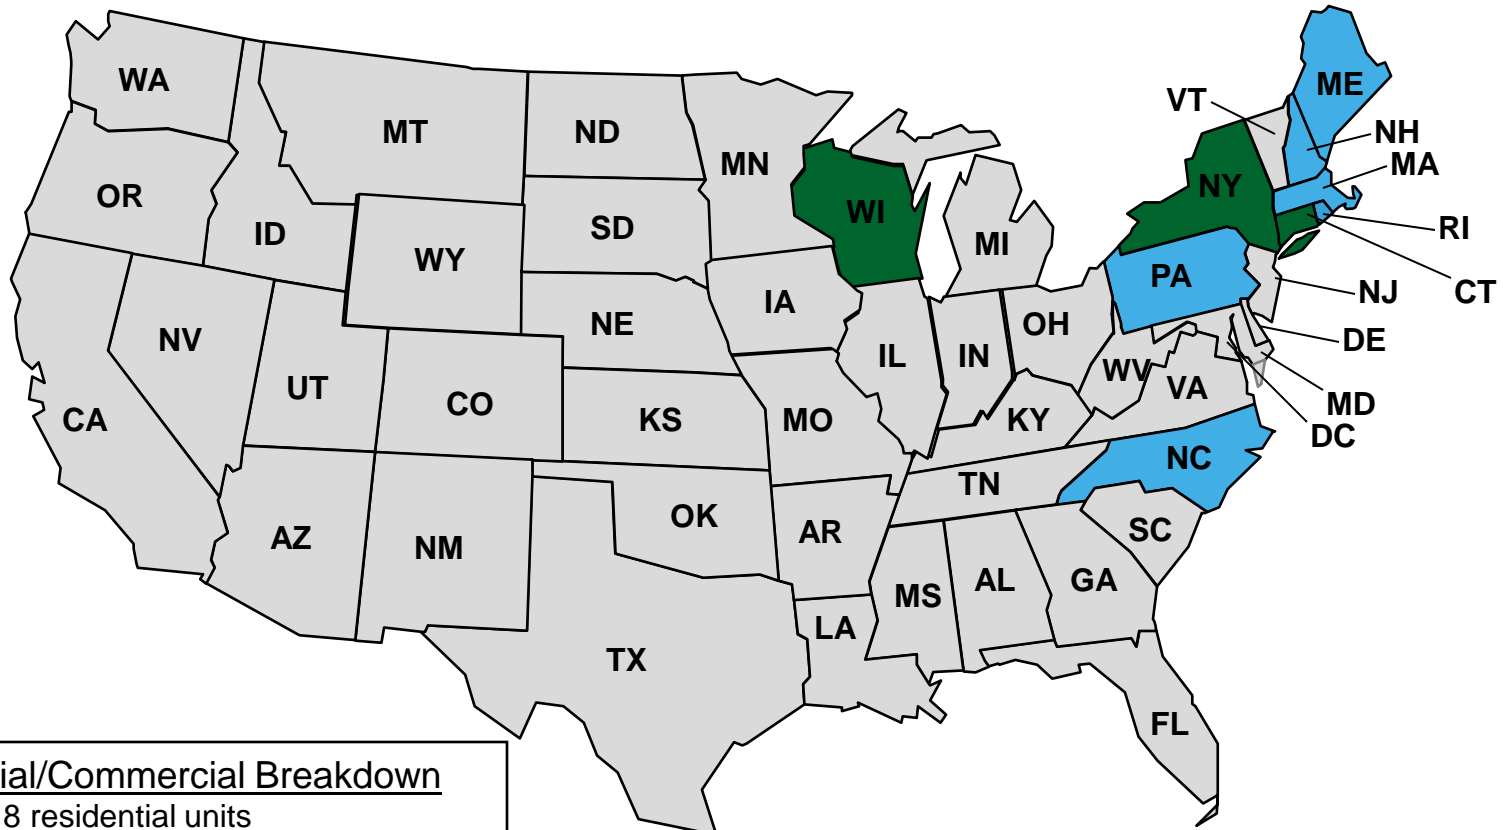 WA
ME
VT
MT
ND
NH
MN
MA
OR
NY
WI
SD
RI
ID
MI
WY
PA
CT
NJ
IA
NE
OH
NV
DE
IL
IN
WV
UT
VA
CO
MD
CA
KS
MO
KY
DC
NC
TN
OK
AR
SC
AZ
NM
GA
AL
MS
LA
TX
FL
ial/Commercial Breakdown
8 residential units